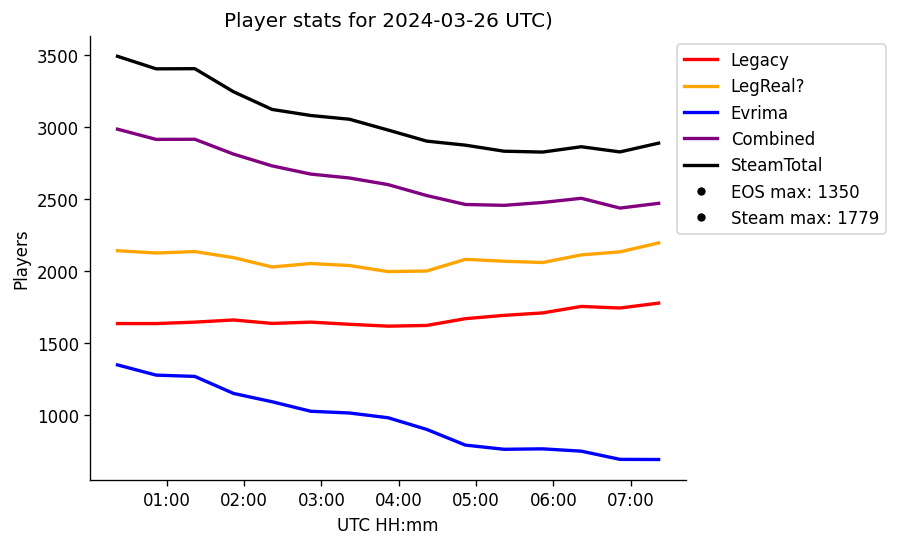 Player stats for 2024-03-26 UTC)
3500
3000
2500
2000
1500
1000
Players
01:00 02:00 03:00 04:00 05:00 06:00 07:00
UTC HH:mm
Legacy
LegReal?
Evrima
Combined
SteamTotal
EOS max: 1350
Steam max: 1779